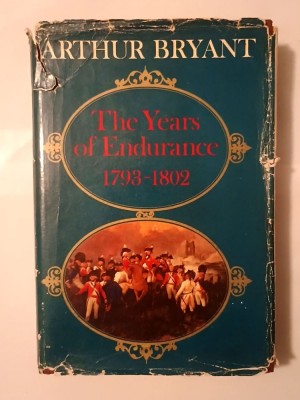 ARTHUR BRYANT
The Years
of Endurance
1793-1802